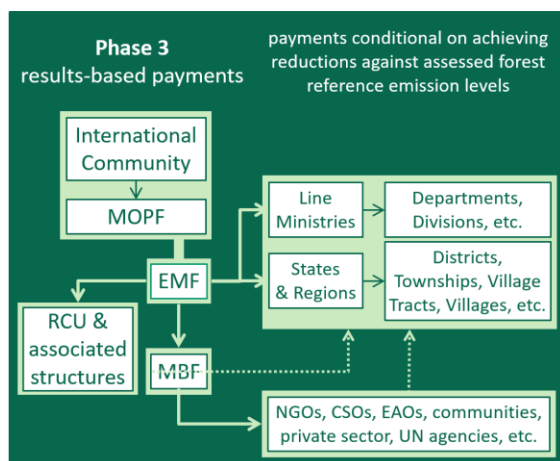 Phase 3
results-based payments
payments conditional on achieving
reductions against assessed forest
reference emission levels
International
Community
MOPF
EMF
RCU &
associated
structures
MBF
Line
Ministries
Departments,
Divisions, etc.
States
& Regions
Districts,
Townships, Village
Tracts, Villages, etc.
NGOs, CSOs, EAOs, communities,
private sector, UN agencies, etc.